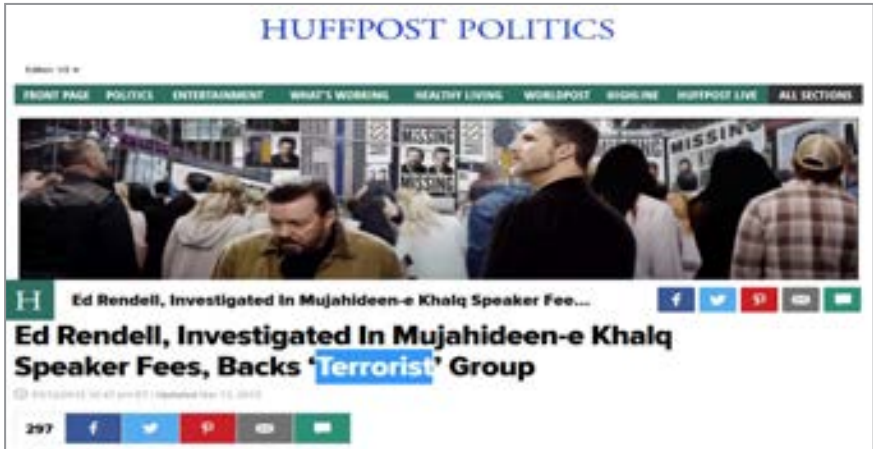 HUFFPOST POLITICS
Edition: US
FRONT PAGE POLITICS ENTERTAINMENT WHAT'S WORKING HEALTHY LIVING WORLDPOST HIGHLINE HUFFPOST LIVE ALL SECTIONS
MISSING
MISSING
MISSING
H Ed Rendell, Investigated In Mujahideen-e Khalq Speaker Fee...
Ed Rendell, Investigated In Mujahideen-e Khalq
Speaker Fees, Backs ‘Terrorist’ Group
297